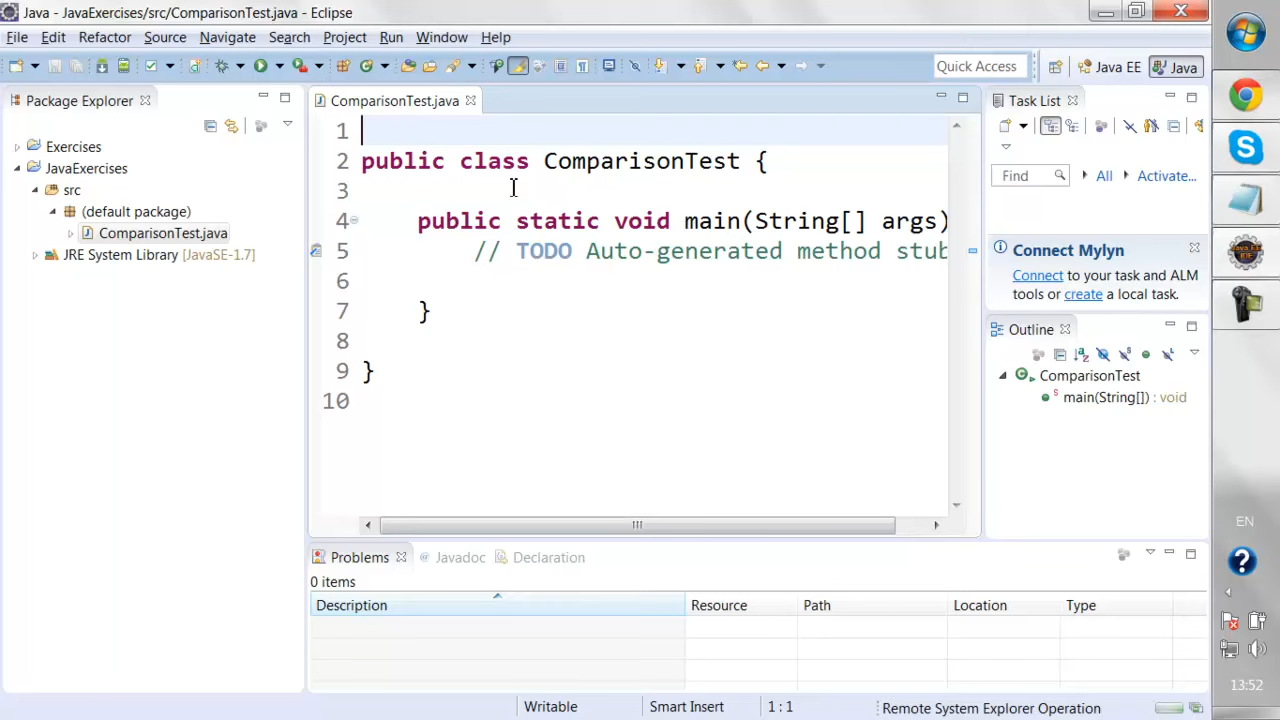 Java - JavaExercises/src/ComparisonTest.java - Eclipse
File Edit Refactor Source Navigate Search Project Run Window Help
Quick Access Java EE Java
Package Explorer
Exercises
JavaExercises
src
(default package)
ComparisonTest.java
JRE System Library [JavaSE-1.7]
ComparisonTest.java
1
2 public class ComparisonTest {
3
4 public static void main(String[] args)
5 // TODO Auto-generated method stub
6
7 }
8
9 }
10
Task List
Find All Activate...
Connect Mylyn
Connect to your task and ALM
tools or create a local task.
Outline
ComparisonTest
main(String[]) : void
Problems Javadoc Declaration
0 items
Description Resource Path Location Type
Writable Smart Insert 1 : 1 Remote System Explorer Operation
EN
13:52